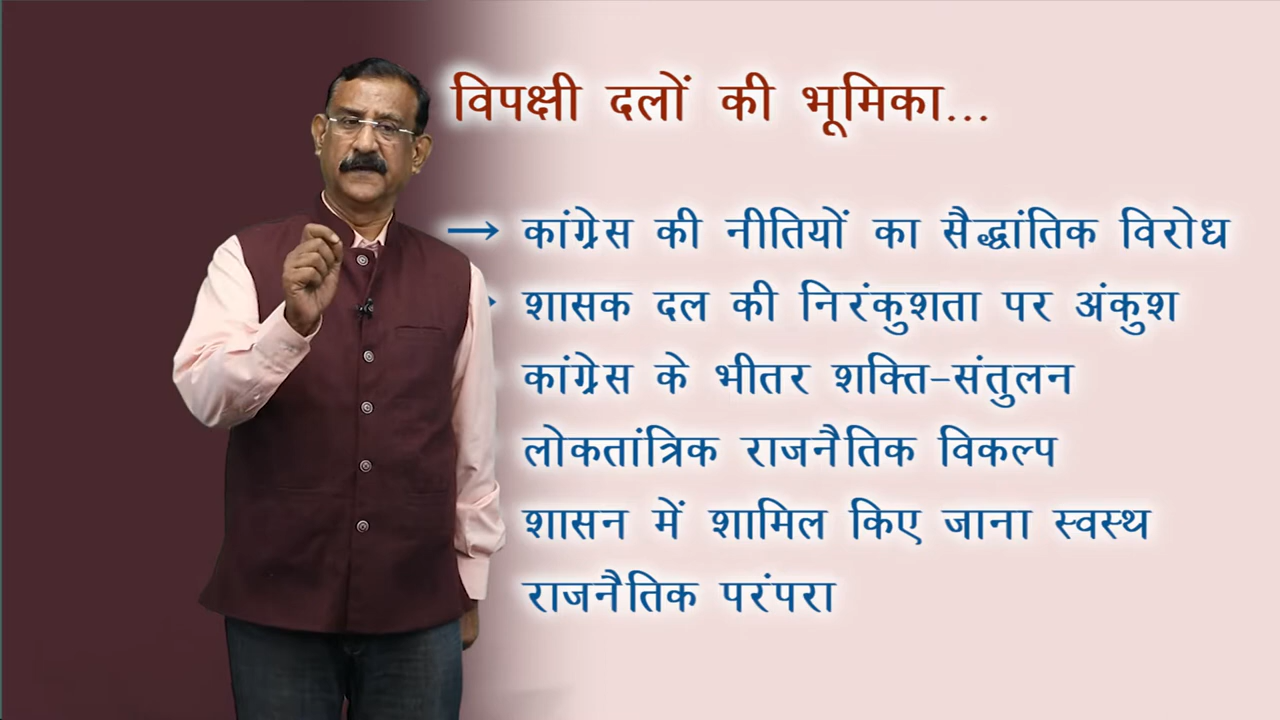 विपक्षी दलों की भूमिका...
→ कांग्रेस की नीतियों का सैद्धांतिक विरोध
शासक दल की निरंकुशता पर अंकुश
कांग्रेस के भीतर शक्ति-संतुलन
लोकतांत्रिक राजनैतिक विकल्प
शासन में शामिल किए जाना स्वस्थ
राजनैतिक परंपरा